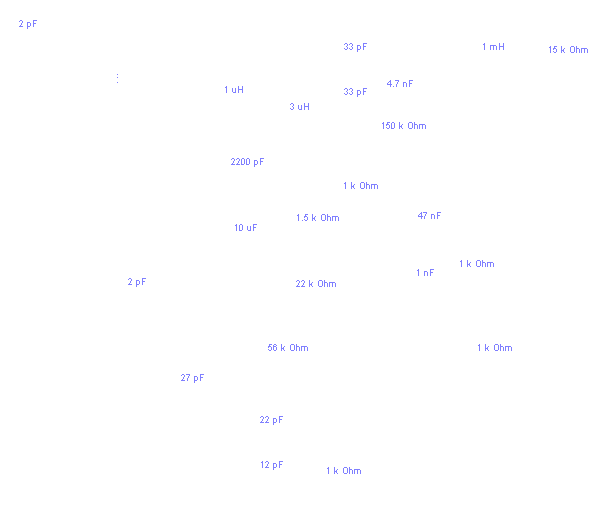 2 pF
33 pF
1 mH
15 k Ohm
4.7 nF
1 uH
33 pF
3 uH
150 k Ohm
2200 pF
1 k Ohm
47 nF
1.5 k Ohm
10 uF
1 k Ohm
1 nF
2 pF
22 k Ohm
56 k Ohm
1 k Ohm
27 pF
22 pF
12 pF
1 k Ohm